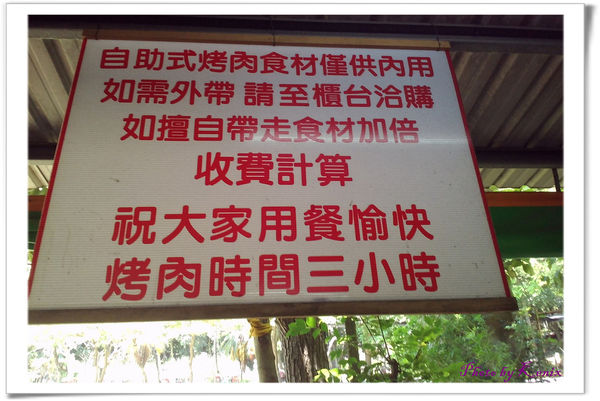 自助式烤肉食材僅供內用
如需外帶 請至櫃台洽購
如擅自帶走食材加倍
收費計算
祝大家用餐愉快
烤肉時間三小時
Photo by